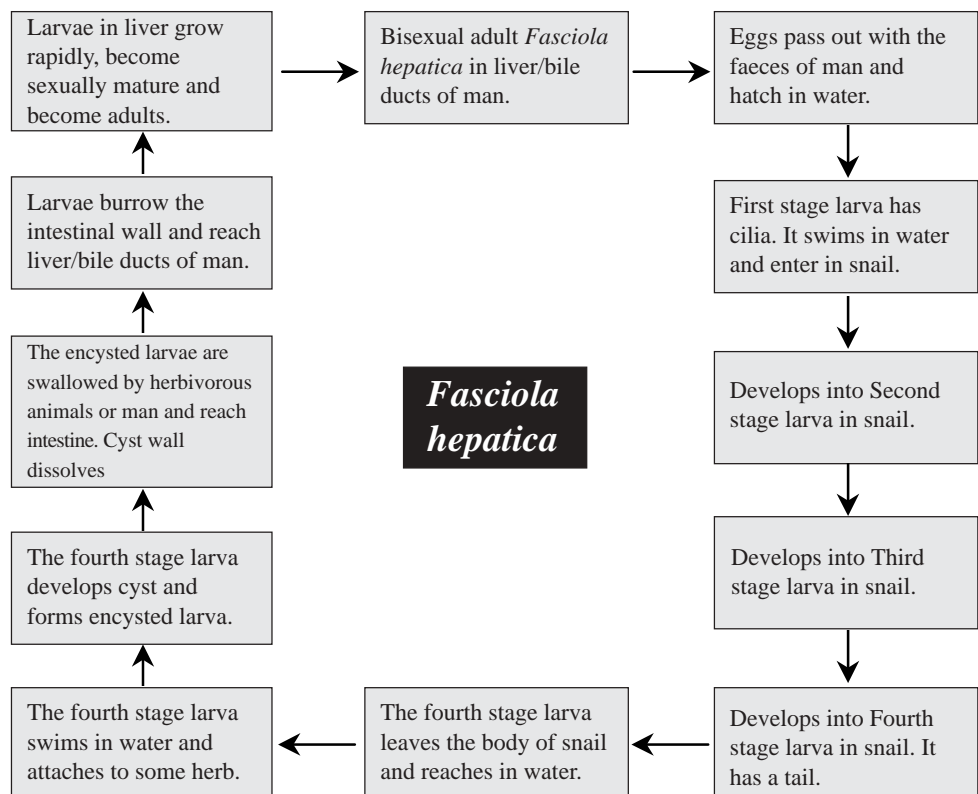 Larvae in liver grow
rapidly, become
sexually mature and
become adults.
Bisexual adult Fasciola
hepatica in liver/bile
ducts of man.
Eggs pass out with the
faeces of man and
hatch in water.
First stage larva has
cilia. It swims in water
and enter in snail.
Develops into Second
stage larva in snail.
Develops into Third
stage larva in snail.
Develops into Fourth
stage larva in snail. It
has a tail.
The fourth stage larva
leaves the body of snail
and reaches in water.
The fourth stage larva
swims in water and
attaches to some herb.
The fourth stage larva
develops cyst and
forms encysted larva.
The encysted larvae are
swallowed by herbivorous
animals or man and reach
intestine. Cyst wall
dissolves
Larvae burrow the
intestinal wall and reach
liver/bile ducts of man.
Fasciola
hepatica